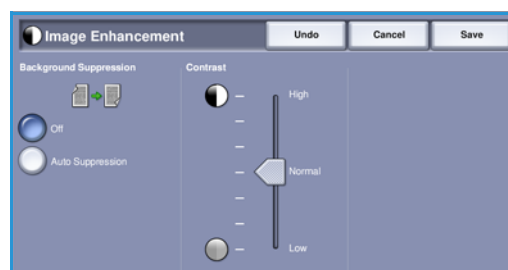 Image Enhancement
Undo
Cancel
Save
Background Suppression
Contrast
Off
Auto Suppression
High
Normal
Low